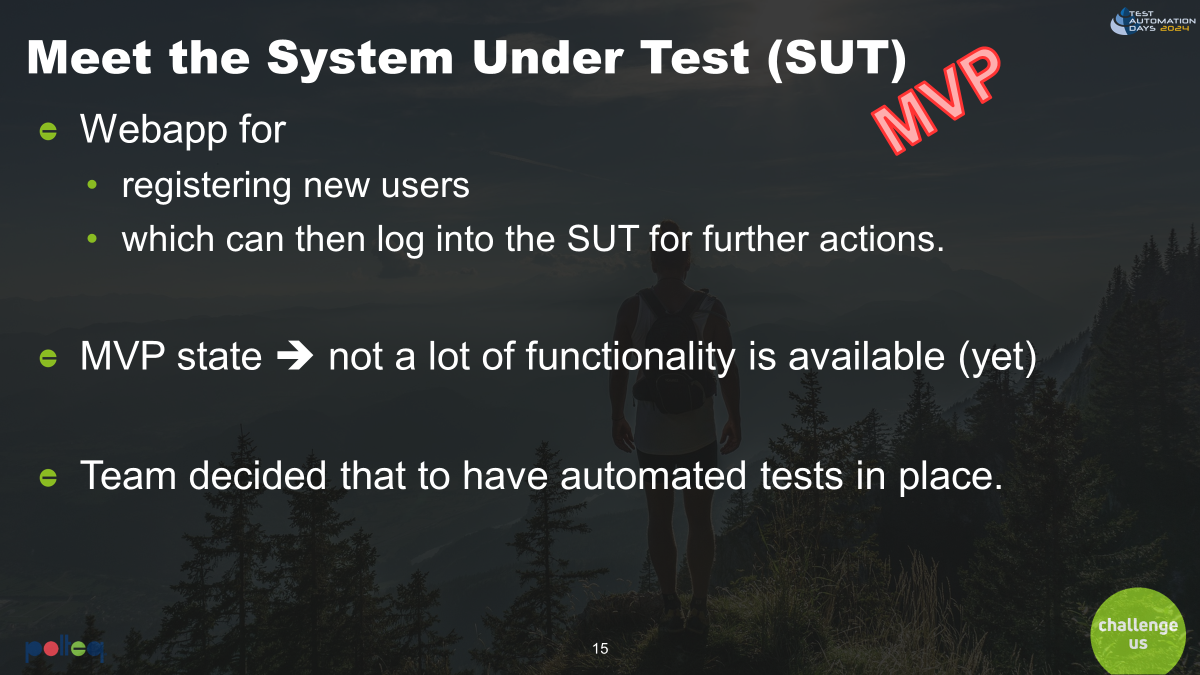 TEST
AUTOMATION
DAYS 2024
Meet the System Under Test (SUT)
MVP
Webapp for
• registering new users
• which can then log into the SUT for further actions.
MVP state ➔ not a lot of functionality is available (yet)
Team decided that to have automated tests in place.
polteq
15
challenge
us